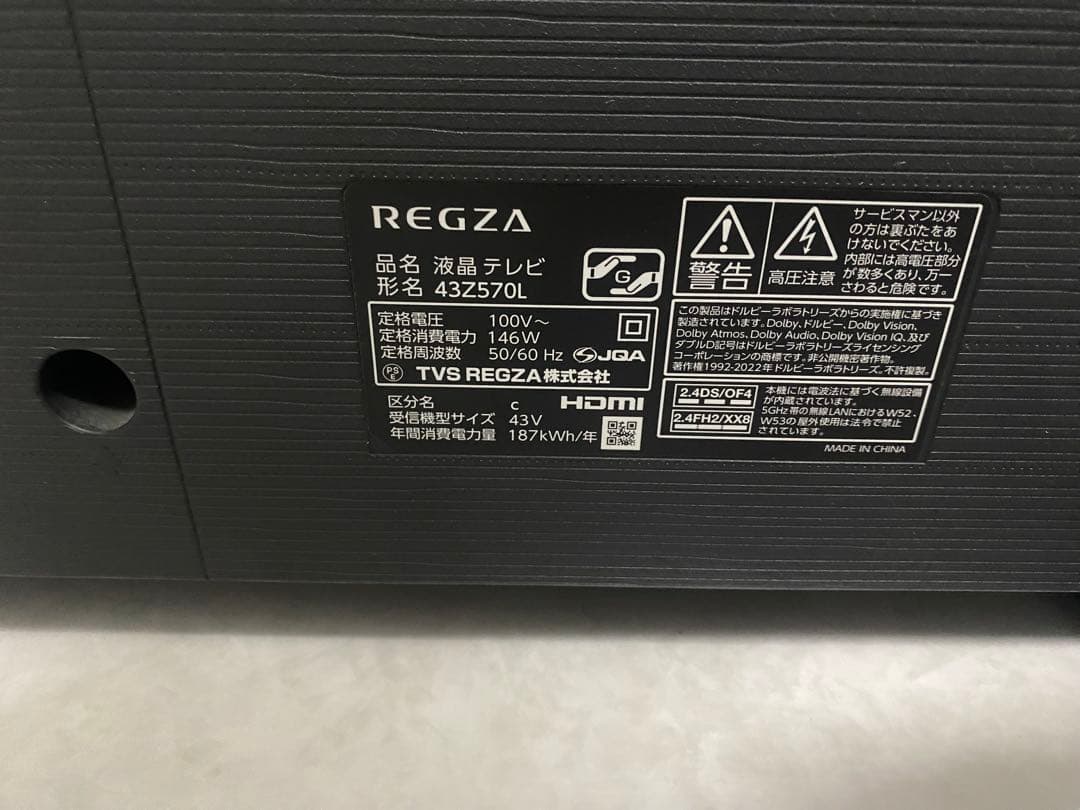 REGZA
品名 液晶テレビ
形名 43Z570L
G
定格電圧 100V～
定格消費電力 146W
定格周波数 50/60 Hz
JQA
PS
E
TVS REGZA株式会社
区分名 c
HDMI
受信機型サイズ 43V
年間消費電力量 187kWh/年
警告
高圧注意
サービスマン以外
の方は裏ぶたをあ
けないでください。
内部には高電圧部分
が数多くあり、万一
さわると危険です。
この製品はドルビーラボラトリーズからの実施権に基づき
製造されています。Dolby、ドルビー、Dolby Vision、
Dolby Atmos、Dolby Audio、Dolby Vision IQ、及び
ダブルD記号はドルビーラボラトリーズライセンシング
コーポレーションの商標です。非公開機密著作物。
著作権1992-2022年ドルビーラボラトリーズ。不許複製。
2.4DS/OF4
2.4FH2/XX8
本機には電波法に基づく無線設備
が内蔵されています。
5GHz帯の無線LANにおけるW52、
W53の屋外使用は法令で禁止
されています。
MADE IN CHINA